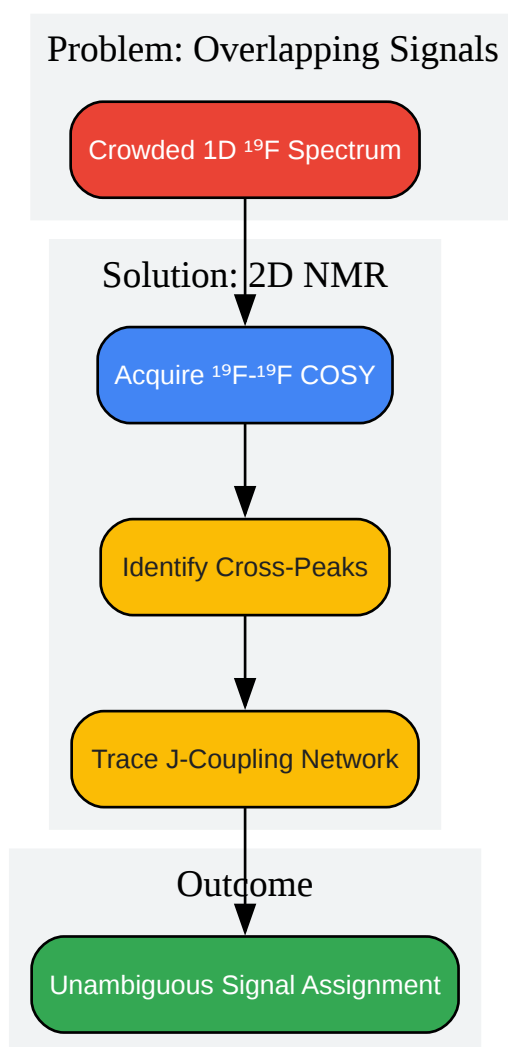 Problem: Overlapping Signals
Crowded 1D ¹⁹F Spectrum
Solution: 2D NMR
Acquire ¹⁹F-¹⁹F COSY
Identify Cross-Peaks
Trace J-Coupling Network
Outcome
Unambiguous Signal Assignment